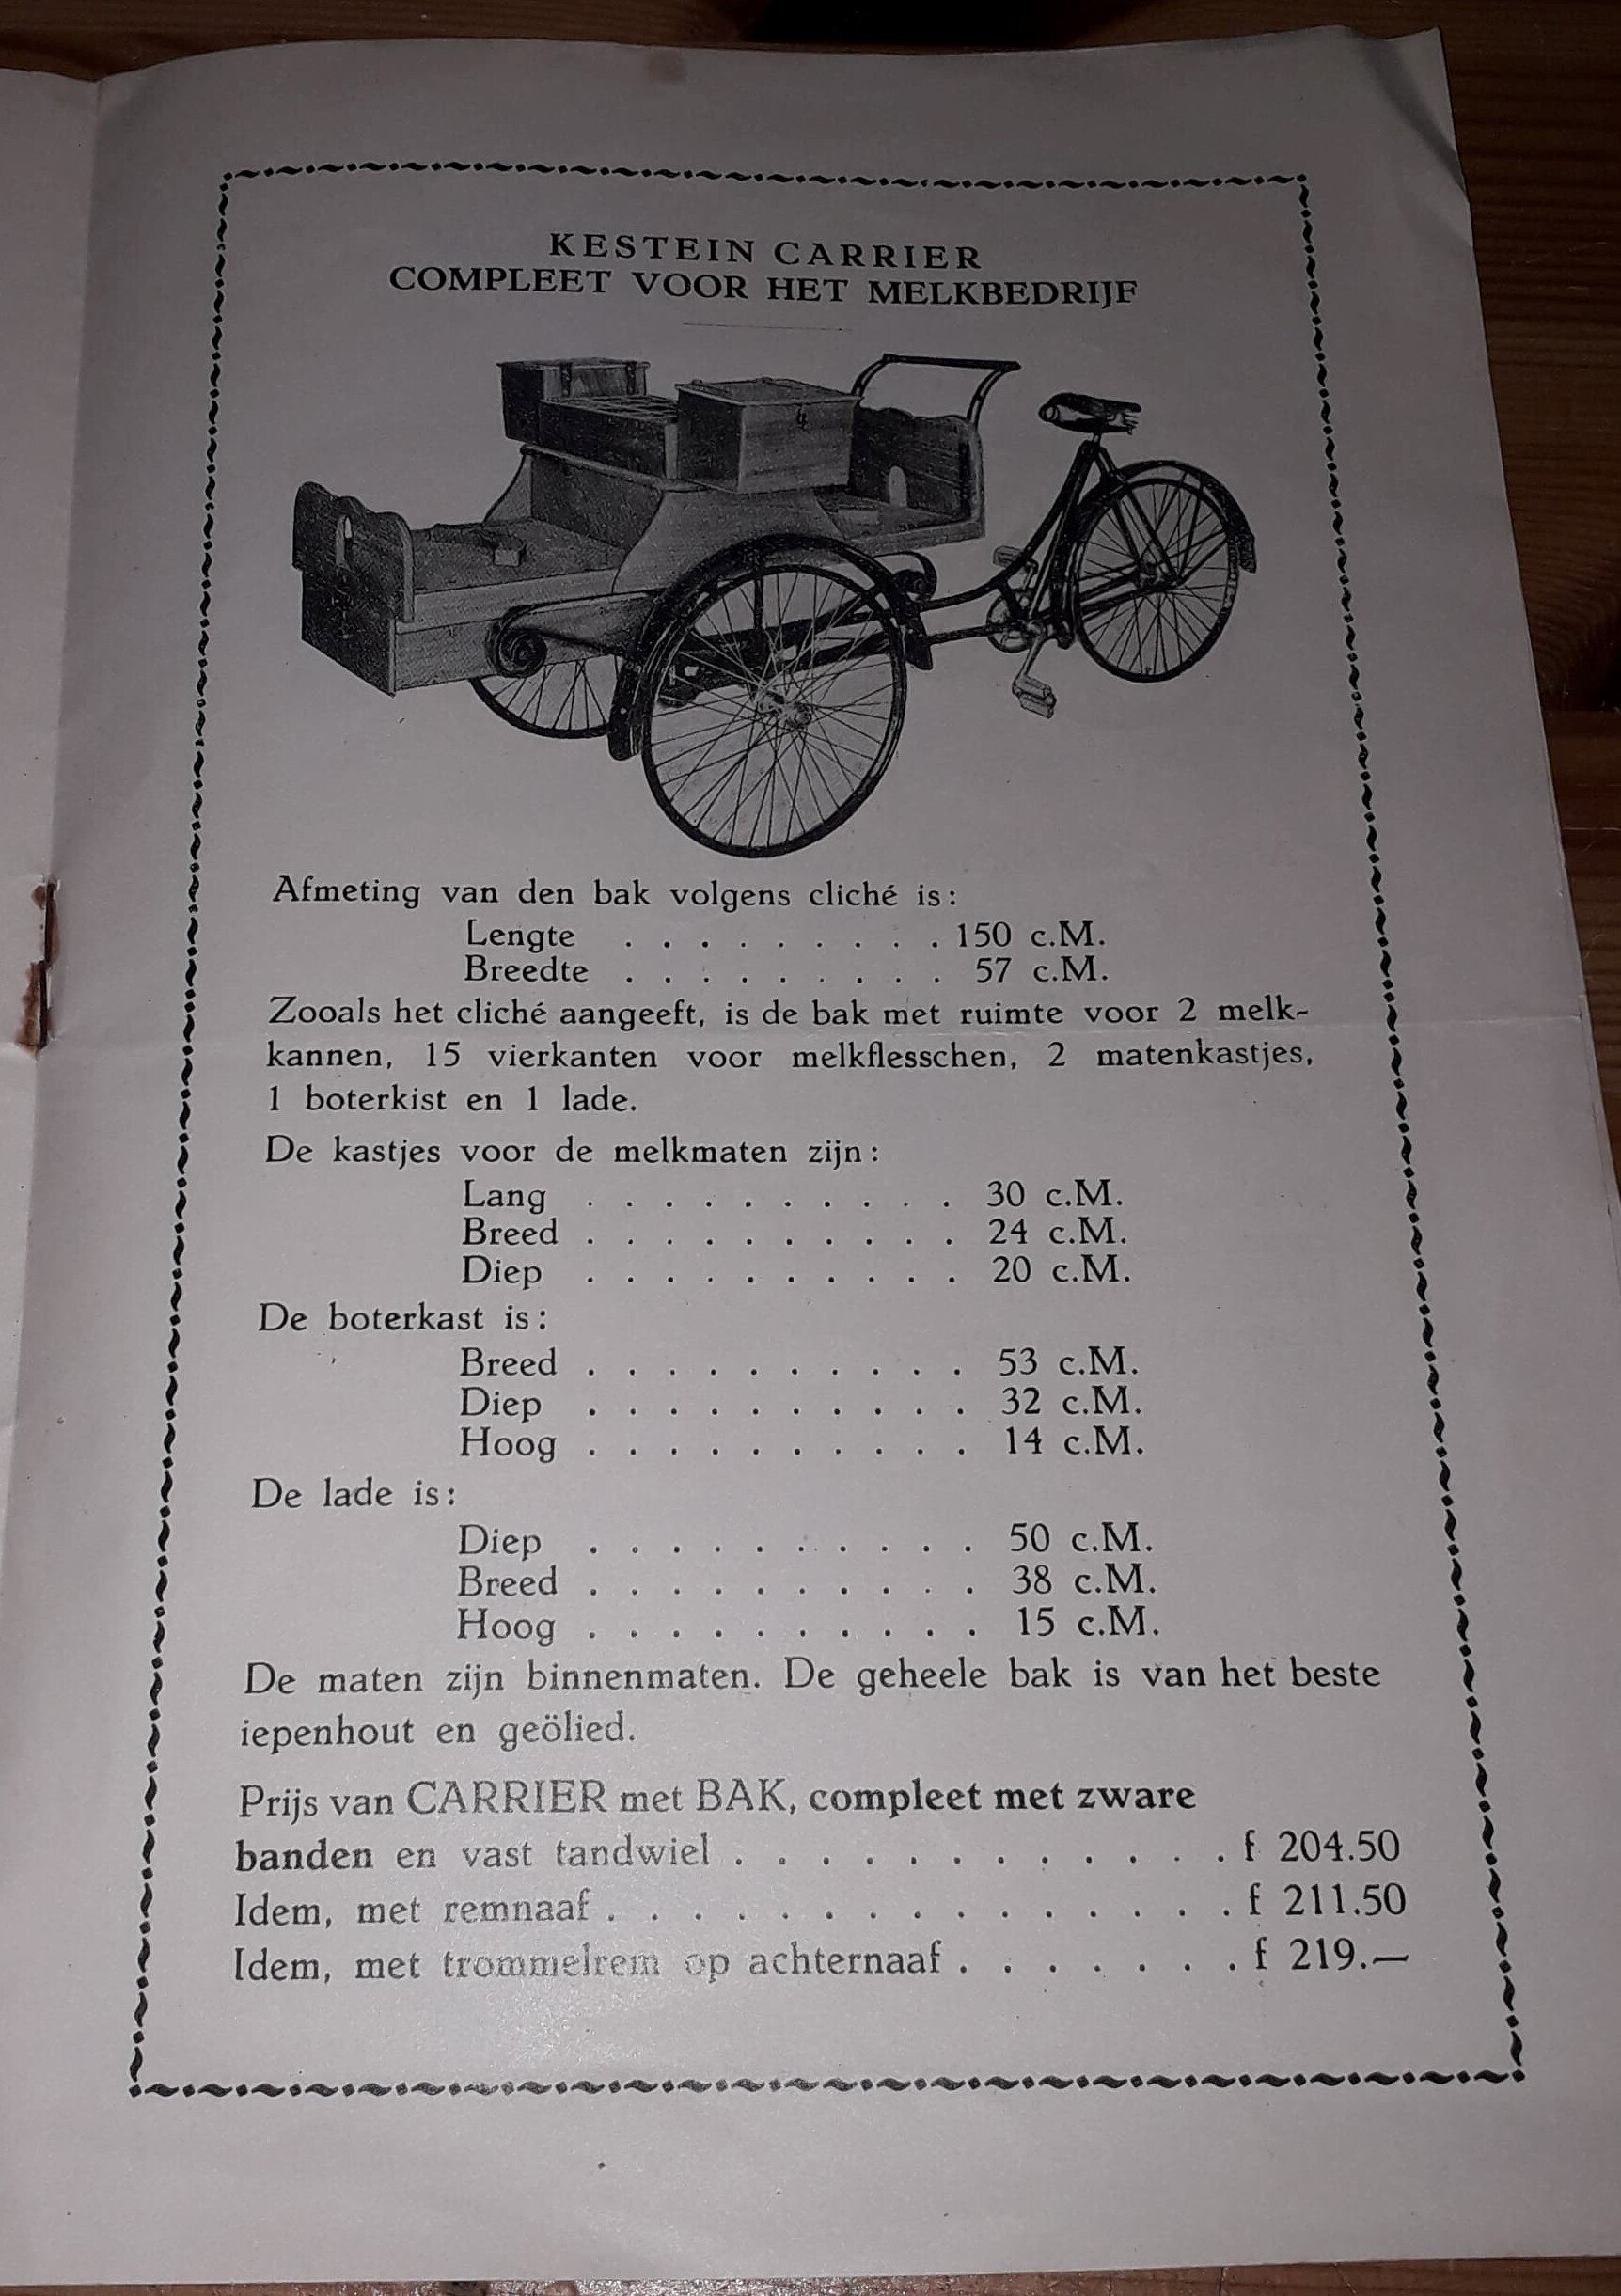 KESTEIN CARRIER
COMPLEET VOOR HET MELKBEDRIJF
Afmeting van den bak volgens cliché is:
Lengte . . . . . . . . . 150 c.M.
Breedte . . . . . . . . . 57 c.M.
Zooals het cliché aangeeft, is de bak met ruimte voor 2 melk-
kannen, 15 vierkanten voor melkflesschen, 2 matenkastjes,
1 boterkist en 1 lade.
De kastjes voor de melkmaten zijn:
Lang . . . . . . . . . . 30 c.M.
Breed . . . . . . . . . . 24 c.M.
Diep . . . . . . . . . . 20 c.M.
De boterkast is:
Breed . . . . . . . . . . 53 c.M.
Diep . . . . . . . . . . 32 c.M.
Hoog . . . . . . . . . . 14 c.M.
De lade is:
Diep . . . . . . . . . . 50 c.M.
Breed . . . . . . . . . . 38 c.M.
Hoog . . . . . . . . . . 15 c.M.
De maten zijn binnenmaten. De geheele bak is van het beste
iepenhout en geölied.
Prijs van CARRIER met BAK, compleet met zware
banden en vast tandwiel . . . . . . . . . . . . f 204.50
Idem, met remnaaf . . . . . . . . . . . . . . . f 211.50
Idem, met trommelrem op achternaaf . . . . . . . f 219.—